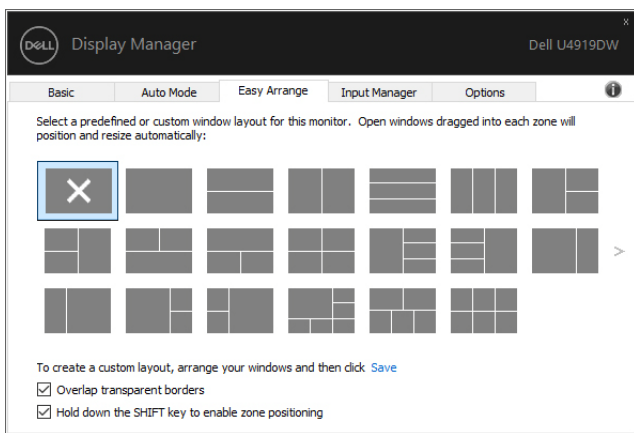 x
DELL Display Manager Dell U4919DW
Basic Auto Mode Easy Arrange Input Manager Options
Select a predefined or custom window layout for this monitor. Open windows dragged into each zone will
position and resize automatically:
To create a custom layout, arrange your windows and then click Save
Overlap transparent borders
Hold down the SHIFT key to enable zone positioning